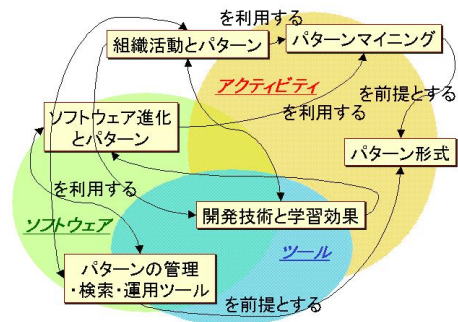 を利用する
組織活動とパターン
パターンマイニング
アクティビティ
を利用する
を前提とする
ソフトウェア進化
とパターン
パターン形式
を利用する
開発技術と学習効果
ソフトウェア
ツール
パターンの管理
・検索・運用ツール
を前提とする